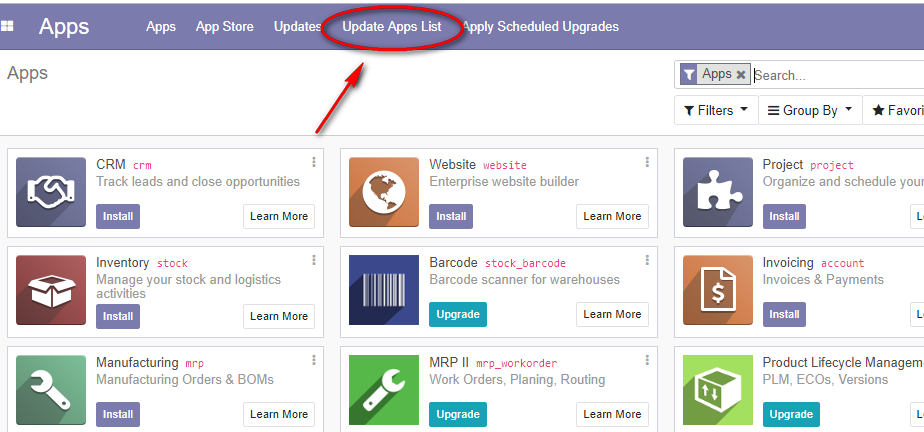 Apps Apps App Store Updates Update Apps List Apply Scheduled Upgrades
Apps
Apps Search...
Filters Group By Favori
CRM crm
Track leads and close opportunities
Install Learn More
Website website
Enterprise website builder
Install Learn More
Project project
Organize and schedule your
Install
Inventory stock
Manage your stock and logistics
activities
Install Learn More
Barcode stock_barcode
Barcode scanner for warehouses
Upgrade Learn More
Invoicing account
Invoices & Payments
Install
Manufacturing mrp
Manufacturing Orders & BOMs
Install Learn More
MRP II mrp_workorder
Work Orders, Planing, Routing
Upgrade Learn More
Product Lifecycle Managem
PLM, ECOs, Versions
Upgrade